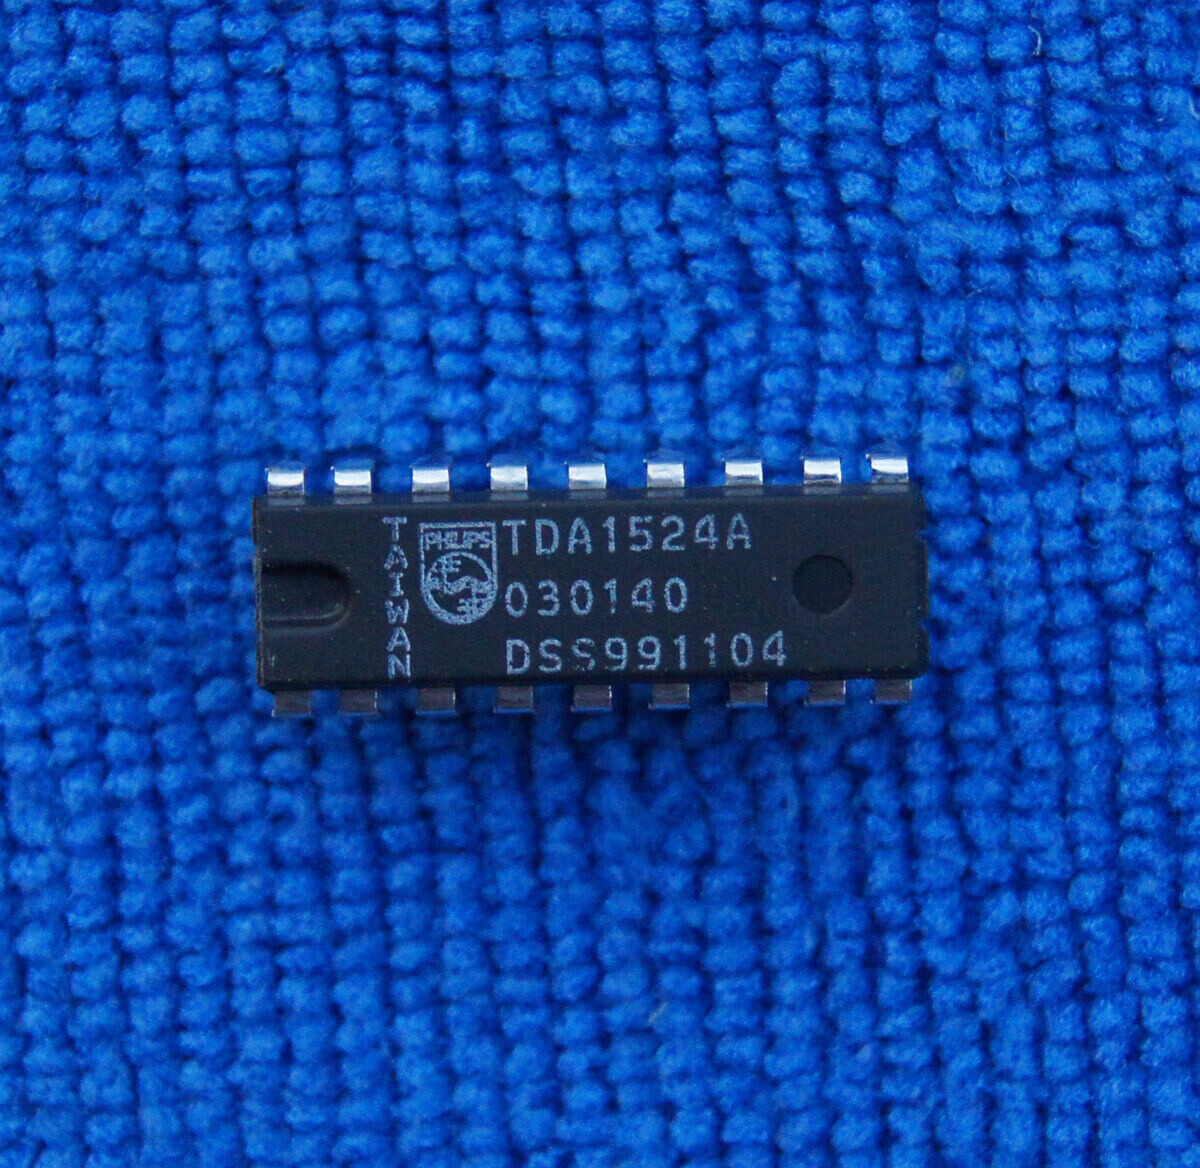 TAIWAN
PHILIPS
TDA1524A
030140
DSS991104